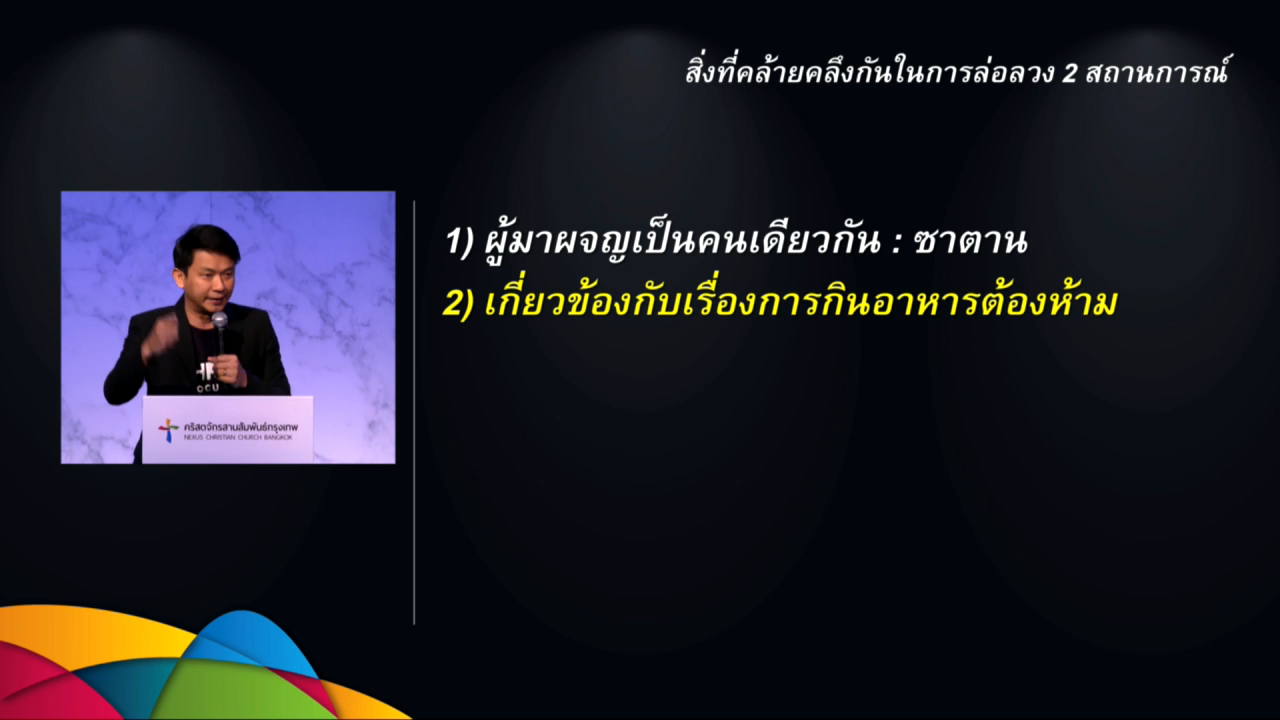 สิ่งที่คล้ายคลึงกันในการล่อลวง 2 สถานการณ์
1) ผู้มาผจญเป็นคนเดียวกัน : ซาตาน
2) เกี่ยวข้องกับเรื่องการกินอาหารต้องห้าม
OCU
คริสตจักรสานสัมพันธ์กรุงเทพ
NEXUS CHRISTIAN CHURCH BANGKOK